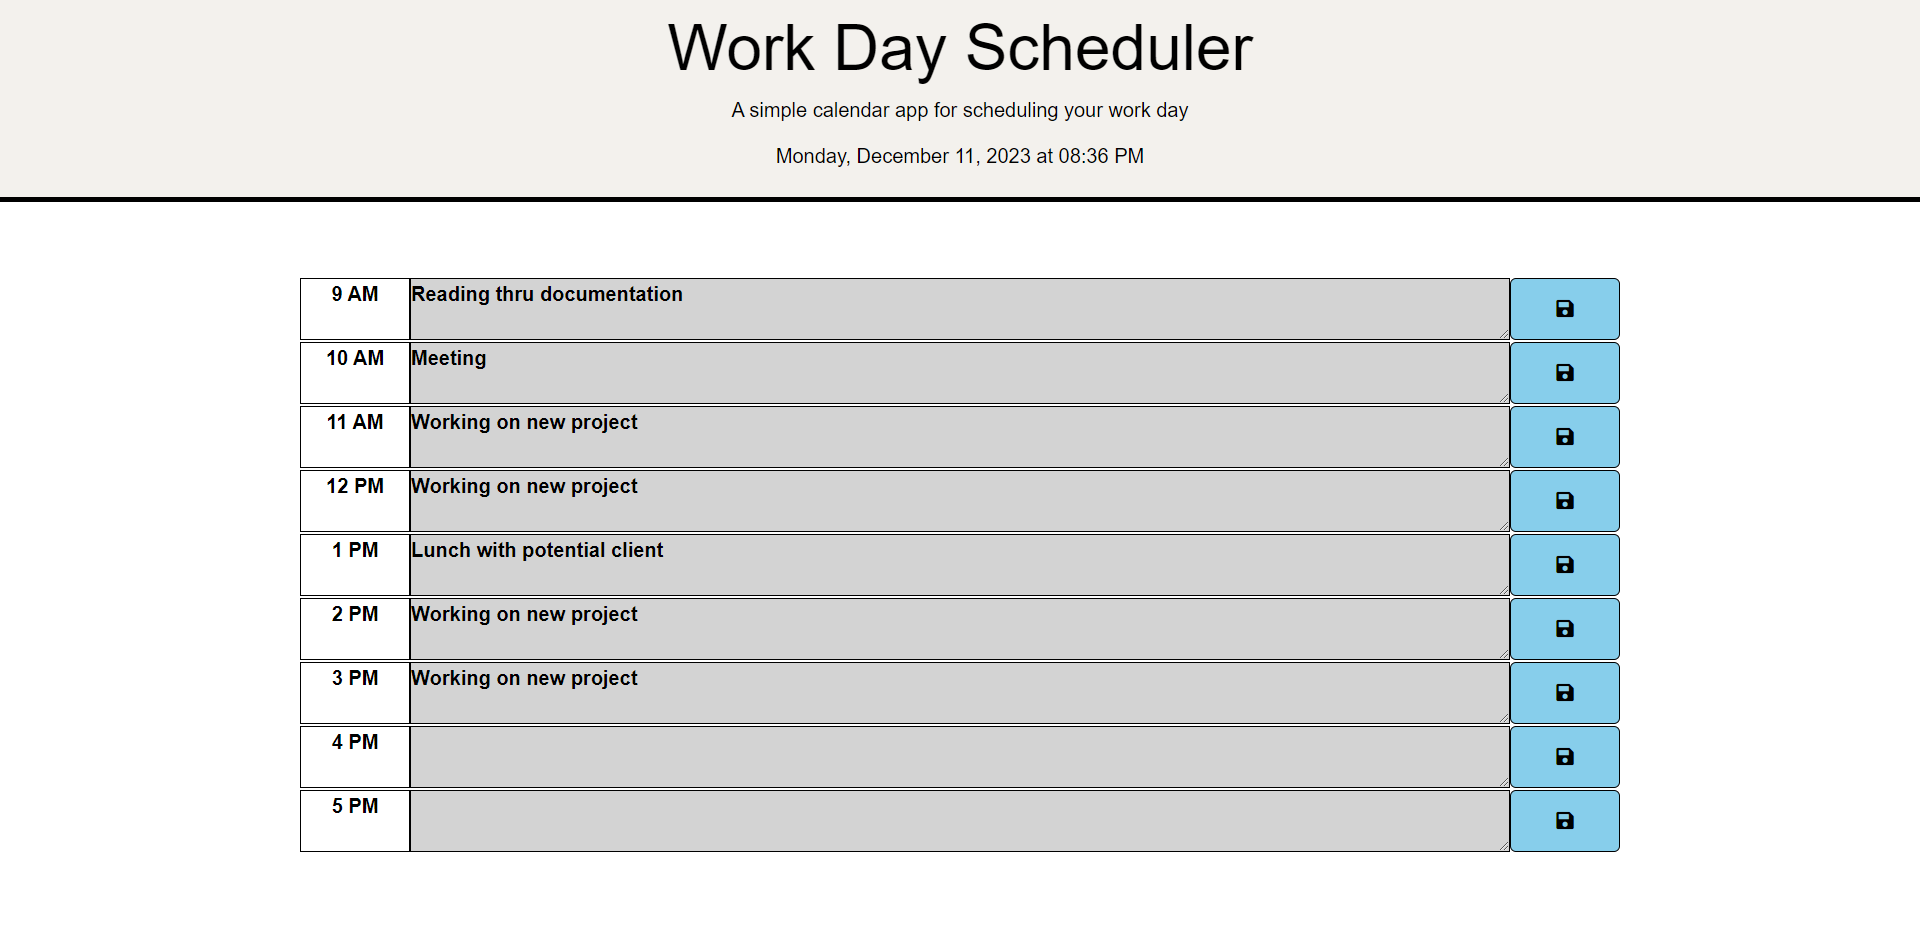 Work Day Scheduler
A simple calendar app for scheduling your work day
Monday, December 11, 2023 at 08:36 PM
9 AM Reading thru documentation
10 AM Meeting
11 AM Working on new project
12 PM Working on new project
1 PM Lunch with potential client
2 PM Working on new project
3 PM Working on new project
4 PM
5 PM